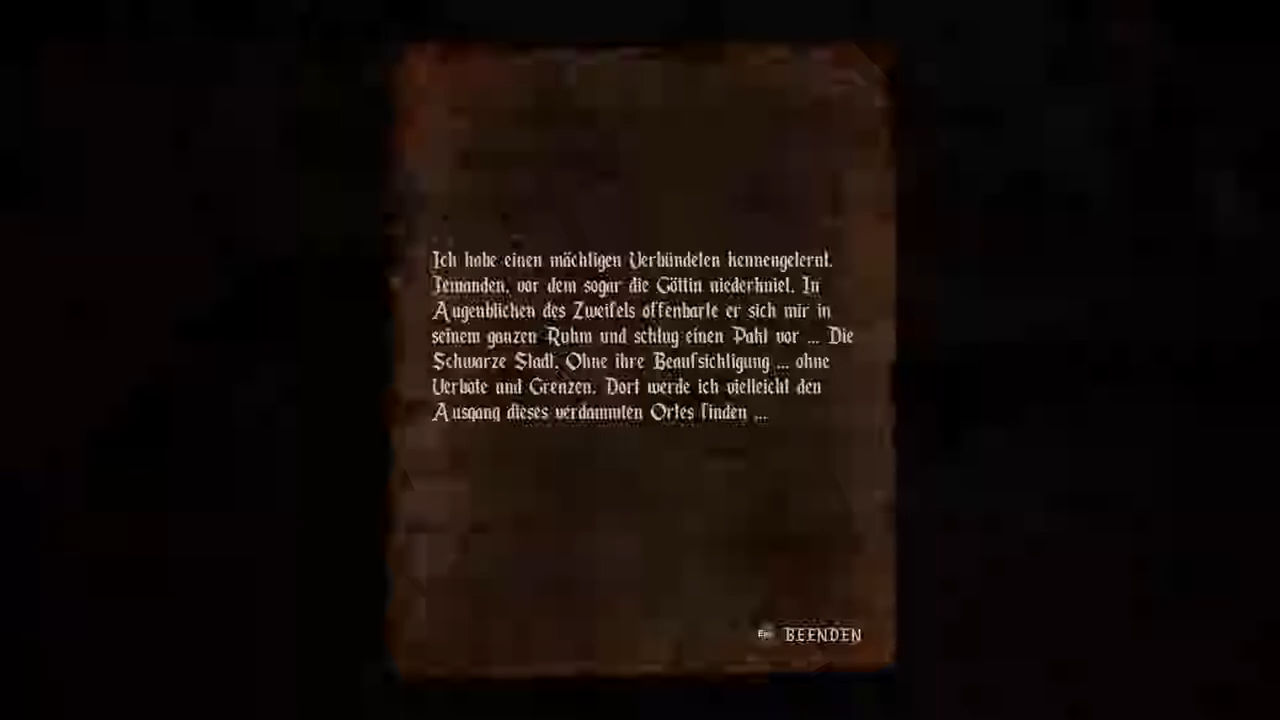 Ich habe einen mächtigen Verbündeten kennengelernt.
Jemanden, vor dem sogar die Göttin niederkniet. In
Augenblicken des Zweifels offenbarte er sich mir in
seinem ganzen Ruhm und schlug einen Pakt vor ... Die
Schwarze Stadt. Ohne ihre Beaufsichtigung ... ohne
Verbote und Grenzen. Dort werde ich vielleicht den
Ausgang dieses verdammten Ortes finden ...
BEENDEN